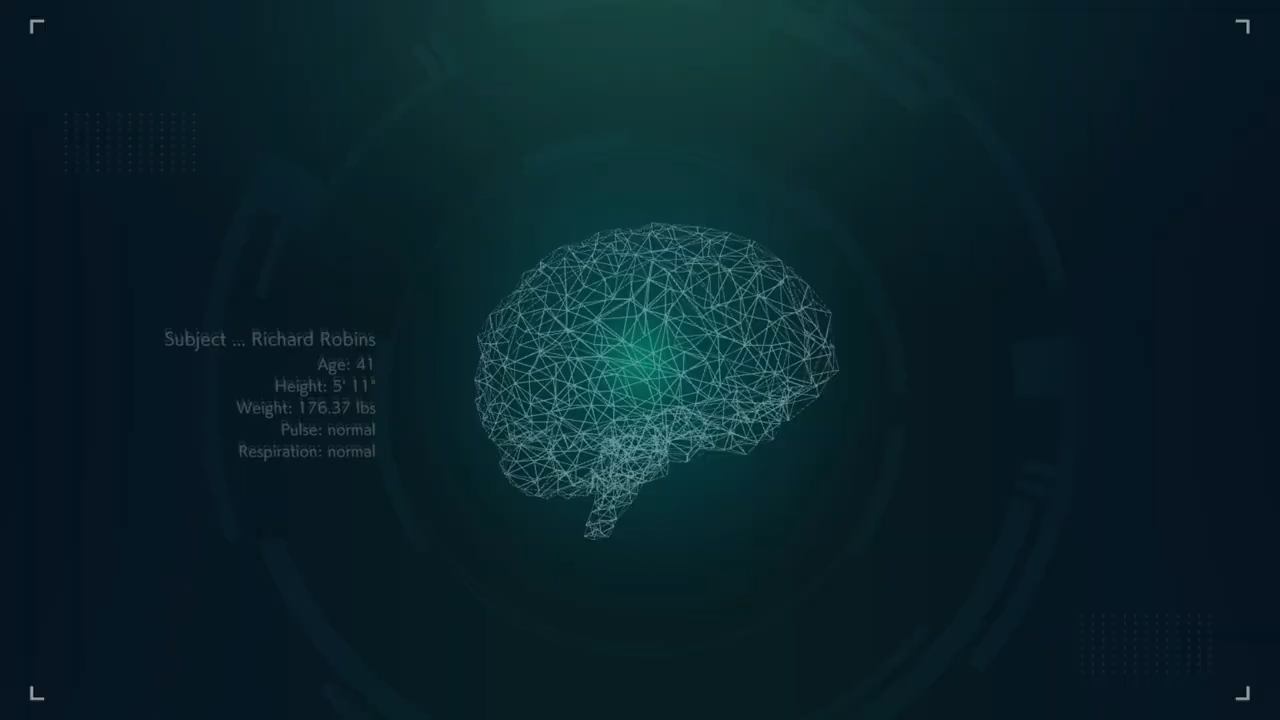 Subject ... Richard Robins
Age: 41
Height: 5' 11"
Weight: 176.37 lbs
Pulse: normal
Respiration: normal